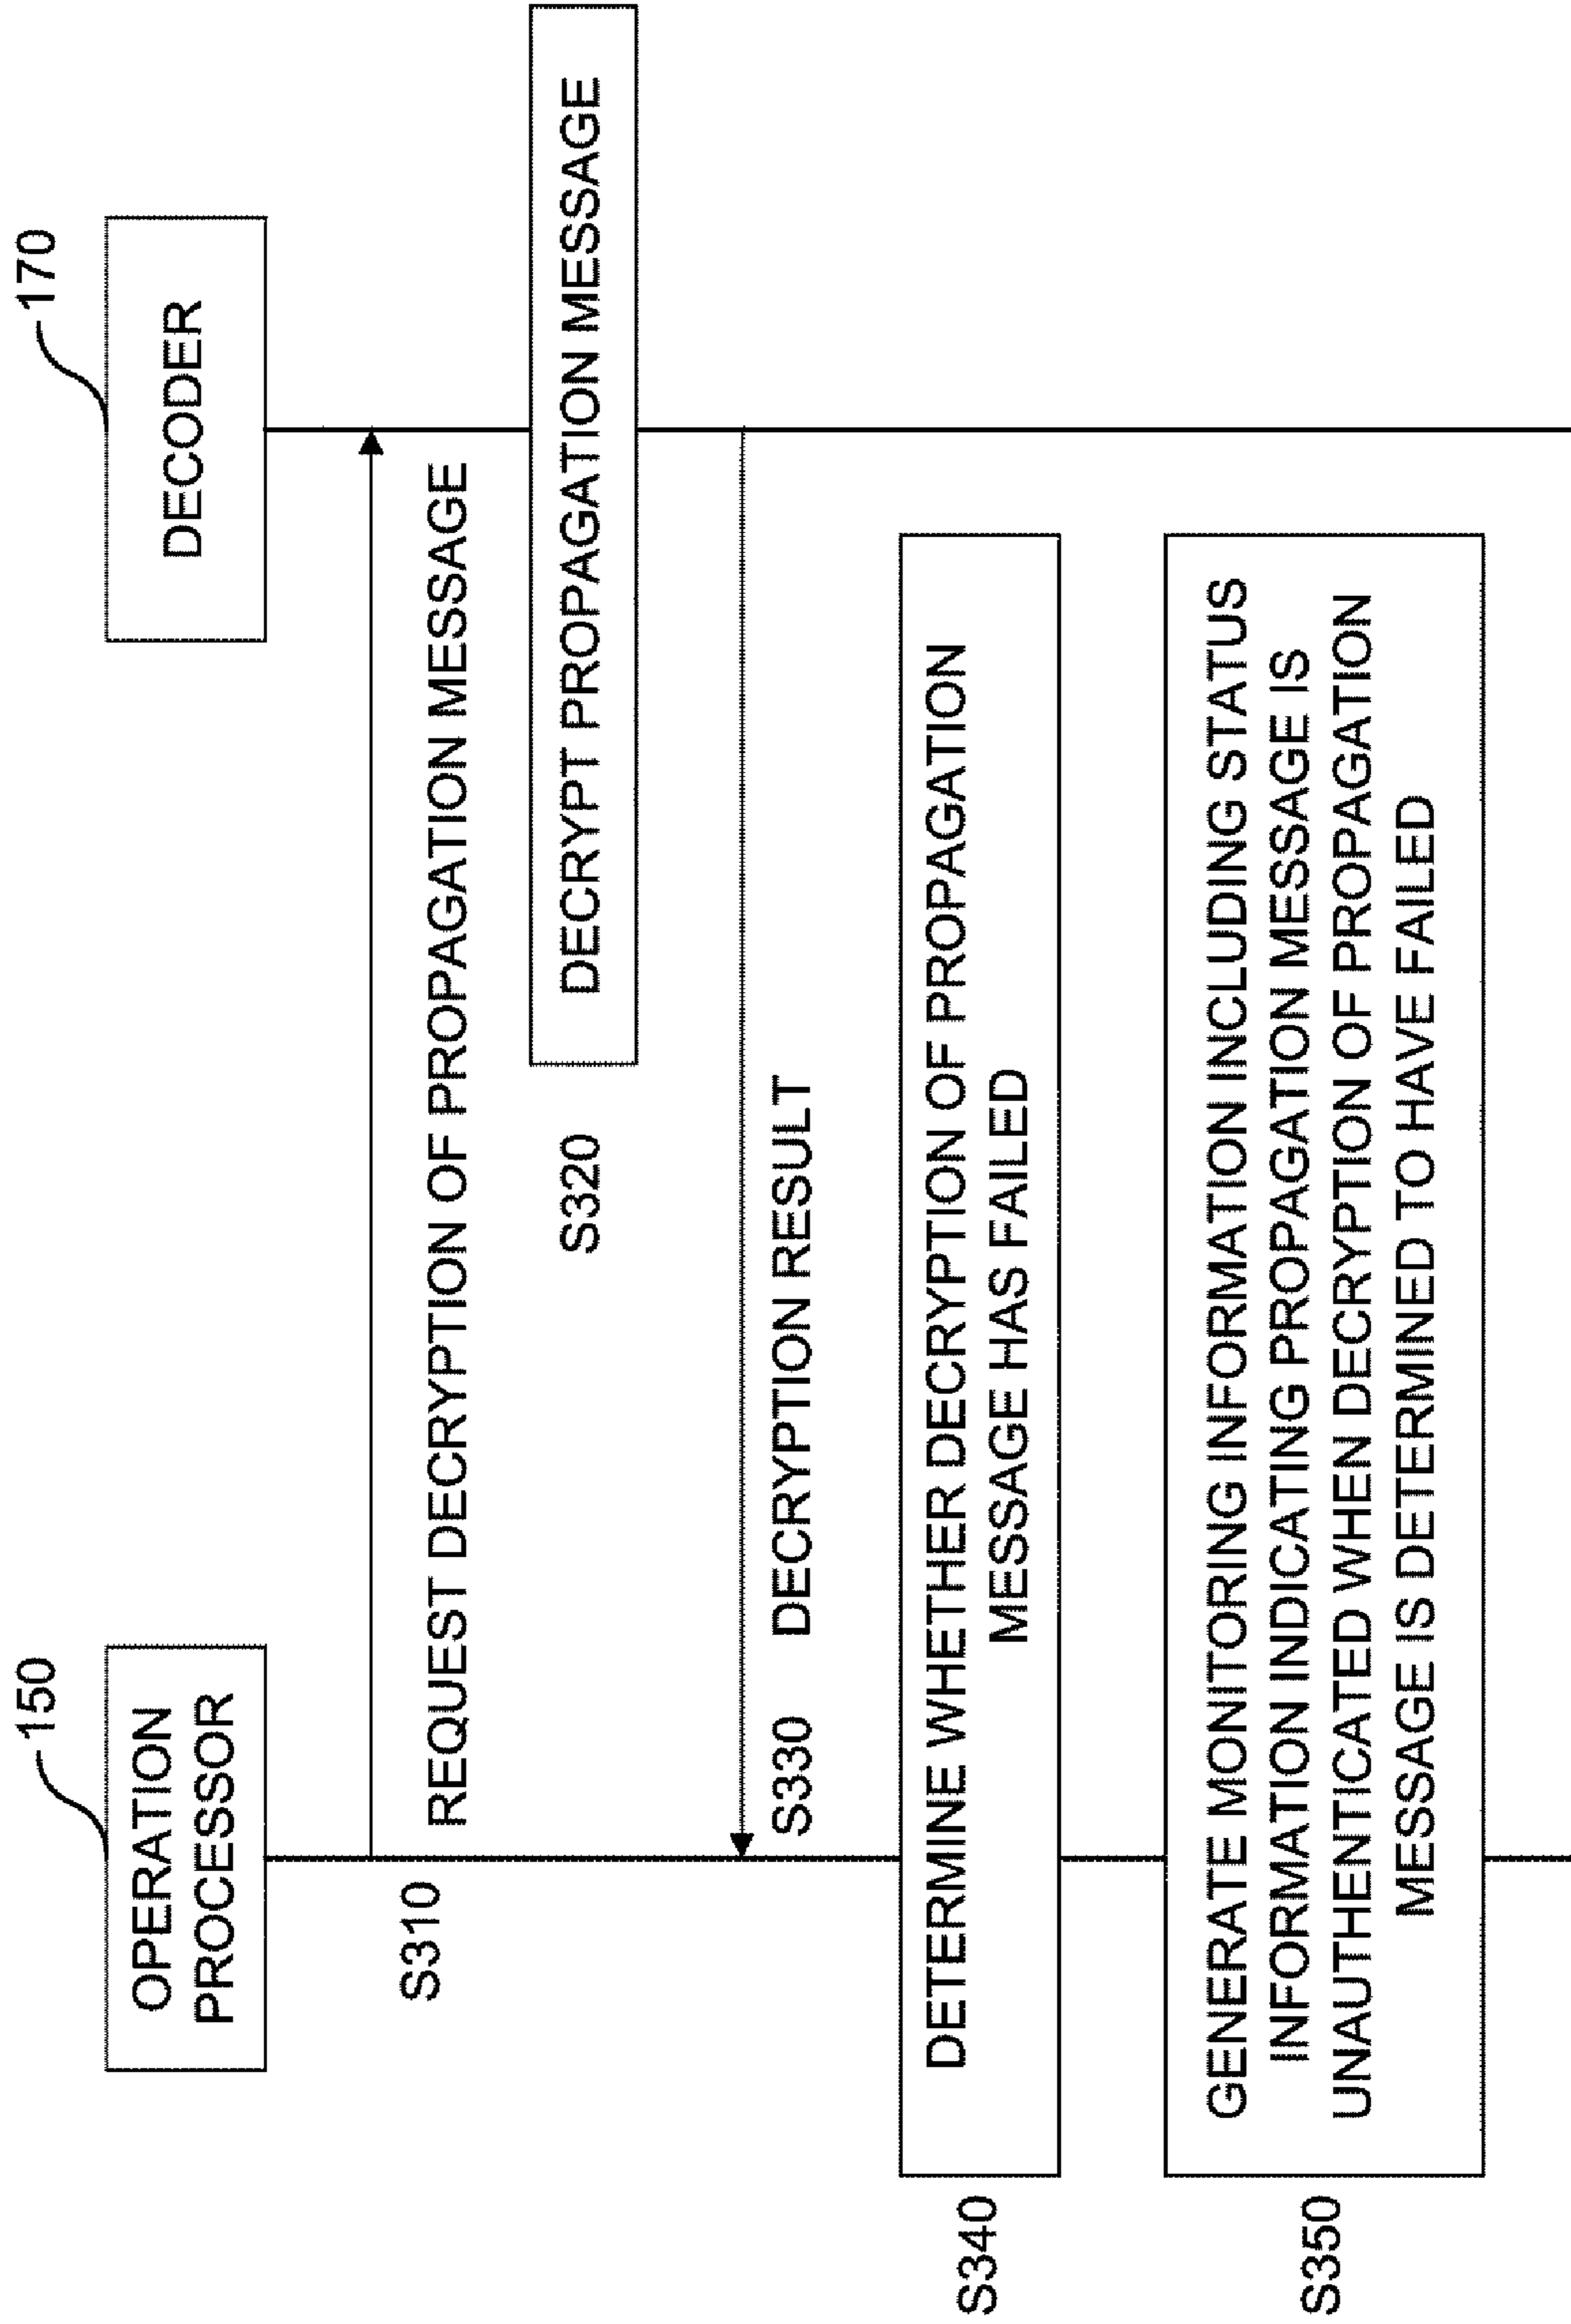 150
OPERATION
PROCESSOR
170
DECODER
S310
REQUEST DECRYPTION OF PROPAGATION MESSAGE
S320
DECRYPT PROPAGATION MESSAGE
S330
DECRYPTION RESULT
S340
DETERMINE WHETHER DECRYPTION OF PROPAGATION
MESSAGE HAS FAILED
S350
GENERATE MONITORING INFORMATION INCLUDING STATUS
INFORMATION INDICATING PROPAGATION MESSAGE IS
UNAUTHENTICATED WHEN DECRYPTION OF PROPAGATION
MESSAGE IS DETERMINED TO HAVE FAILED